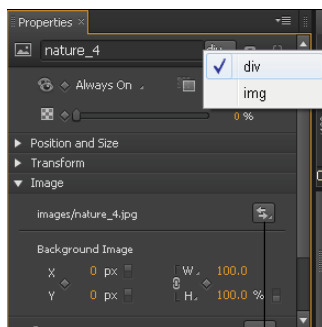 Properties ×
nature_4
div
div
img
Always On
0 %
Position and Size
Transform
Image
images/nature_4.jpg
Background Image
X 0 px W 100.0
Y 0 px H 100.0 %